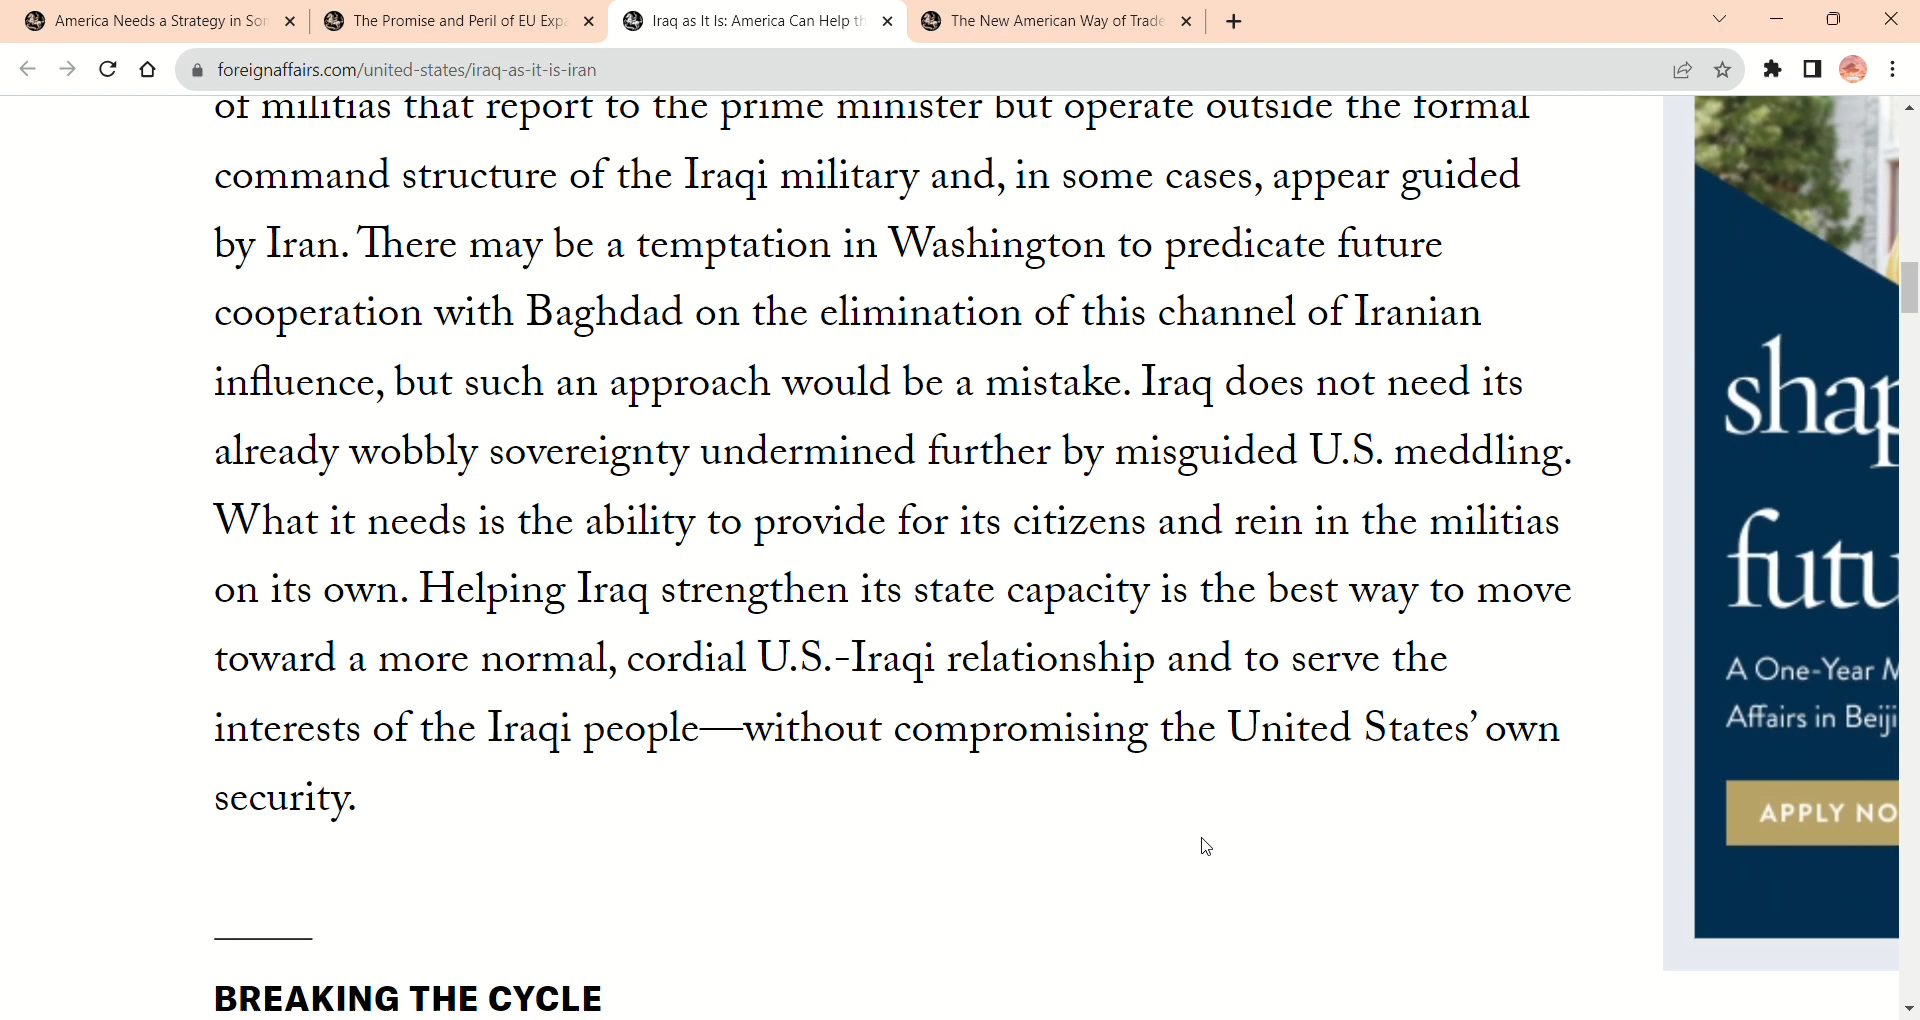 America Needs a Strategy in So
The Promise and Peril of EU Exp
Iraq as It Is: America Can Help th
The New American Way of Trade
foreignaffairs.com/united-states/iraq-as-it-is-iran
of militias that report to the prime minister but operate outside the formal
command structure of the Iraqi military and, in some cases, appear guided
by Iran. There may be a temptation in Washington to predicate future
cooperation with Baghdad on the elimination of this channel of Iranian
influence, but such an approach would be a mistake. Iraq does not need its
already wobbly sovereignty undermined further by misguided U.S. meddling.
What it needs is the ability to provide for its citizens and rein in the militias
on its own. Helping Iraq strengthen its state capacity is the best way to move
toward a more normal, cordial U.S.-Iraqi relationship and to serve the
interests of the Iraqi people—without compromising the United States’ own
security.
BREAKING THE CYCLE
shap
futu
A One-Year M
Affairs in Beiji
APPLY NO